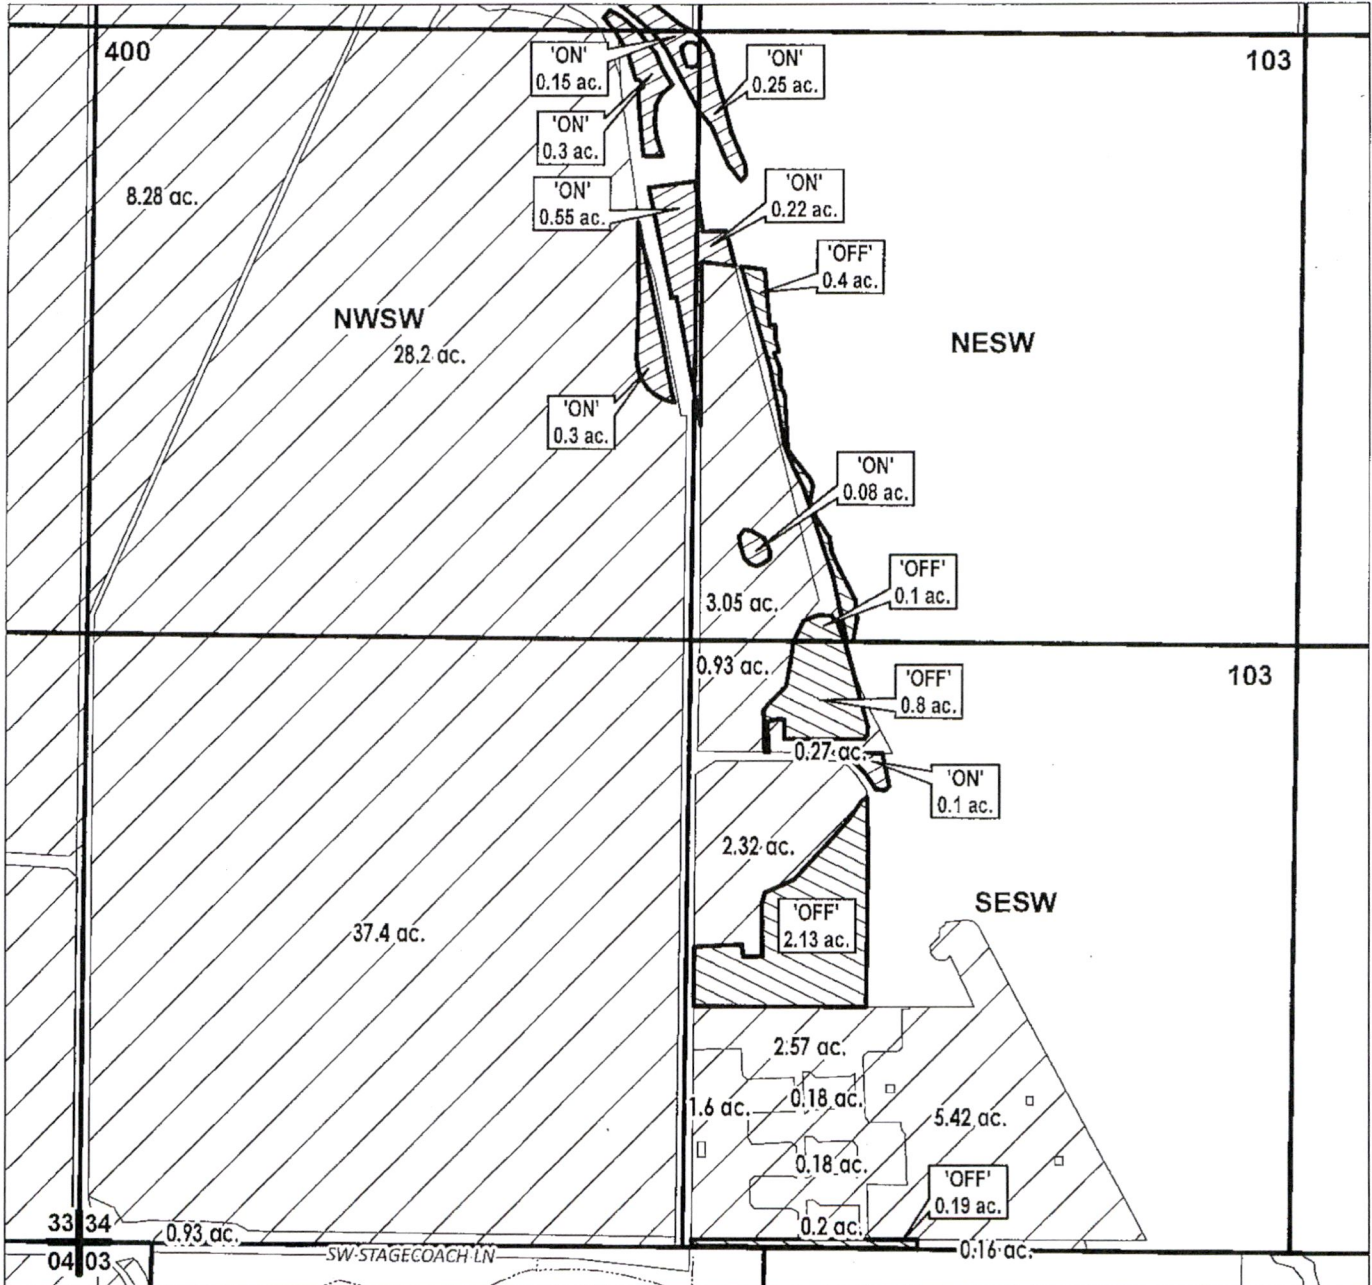 400
103
'ON'
0.15 ac.
'ON'
0.25 ac.
'ON'
0.3 ac.
8.28 ac.
'ON'
0.55 ac.
'ON'
0.22 ac.
'OFF'
0.4 ac.
NWSW
28.2 ac.
NESW
'ON'
0.3 ac.
'ON'
0.08 ac.
'OFF'
0.1 ac.
3.05 ac.
0.93 ac.
103
'OFF'
0.8 ac.
0.27 ac.
'ON'
0.1 ac.
2.32 ac.
SESW
'OFF'
2.13 ac.
37.4 ac.
2.57 ac.
0.18 ac.
1.6 ac.
5.42 ac.
0.18 ac.
'OFF'
0.19 ac.
0.2 ac.
33 34
0.93 ac.
0.16 ac.
04 03
SW STAGECOACH LN